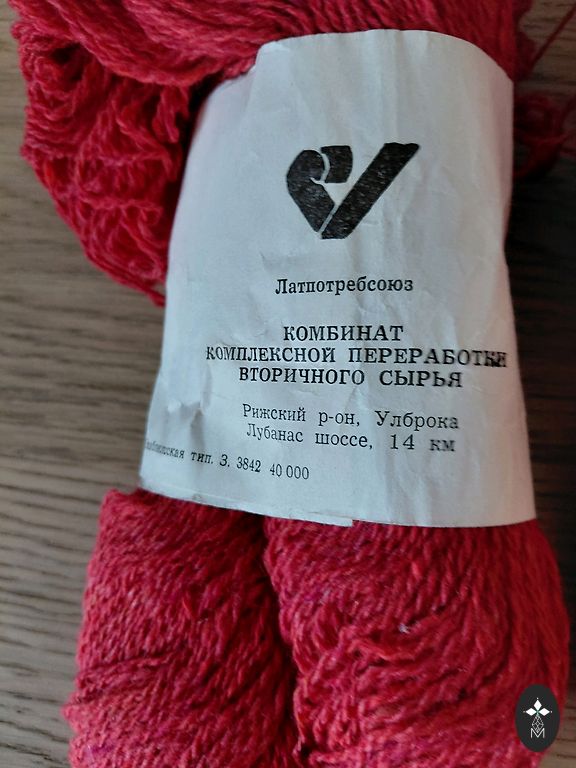 Латпотребсоюз
КОМБИНАТ
КОМПЛЕКСНОЙ ПЕРЕРАБОТКИ
ВТОРИЧНОГО СЫРЬЯ
Рижский р-он, Улброка
Лубанас шоссе, 14 км
тип. З. 3842 40 000